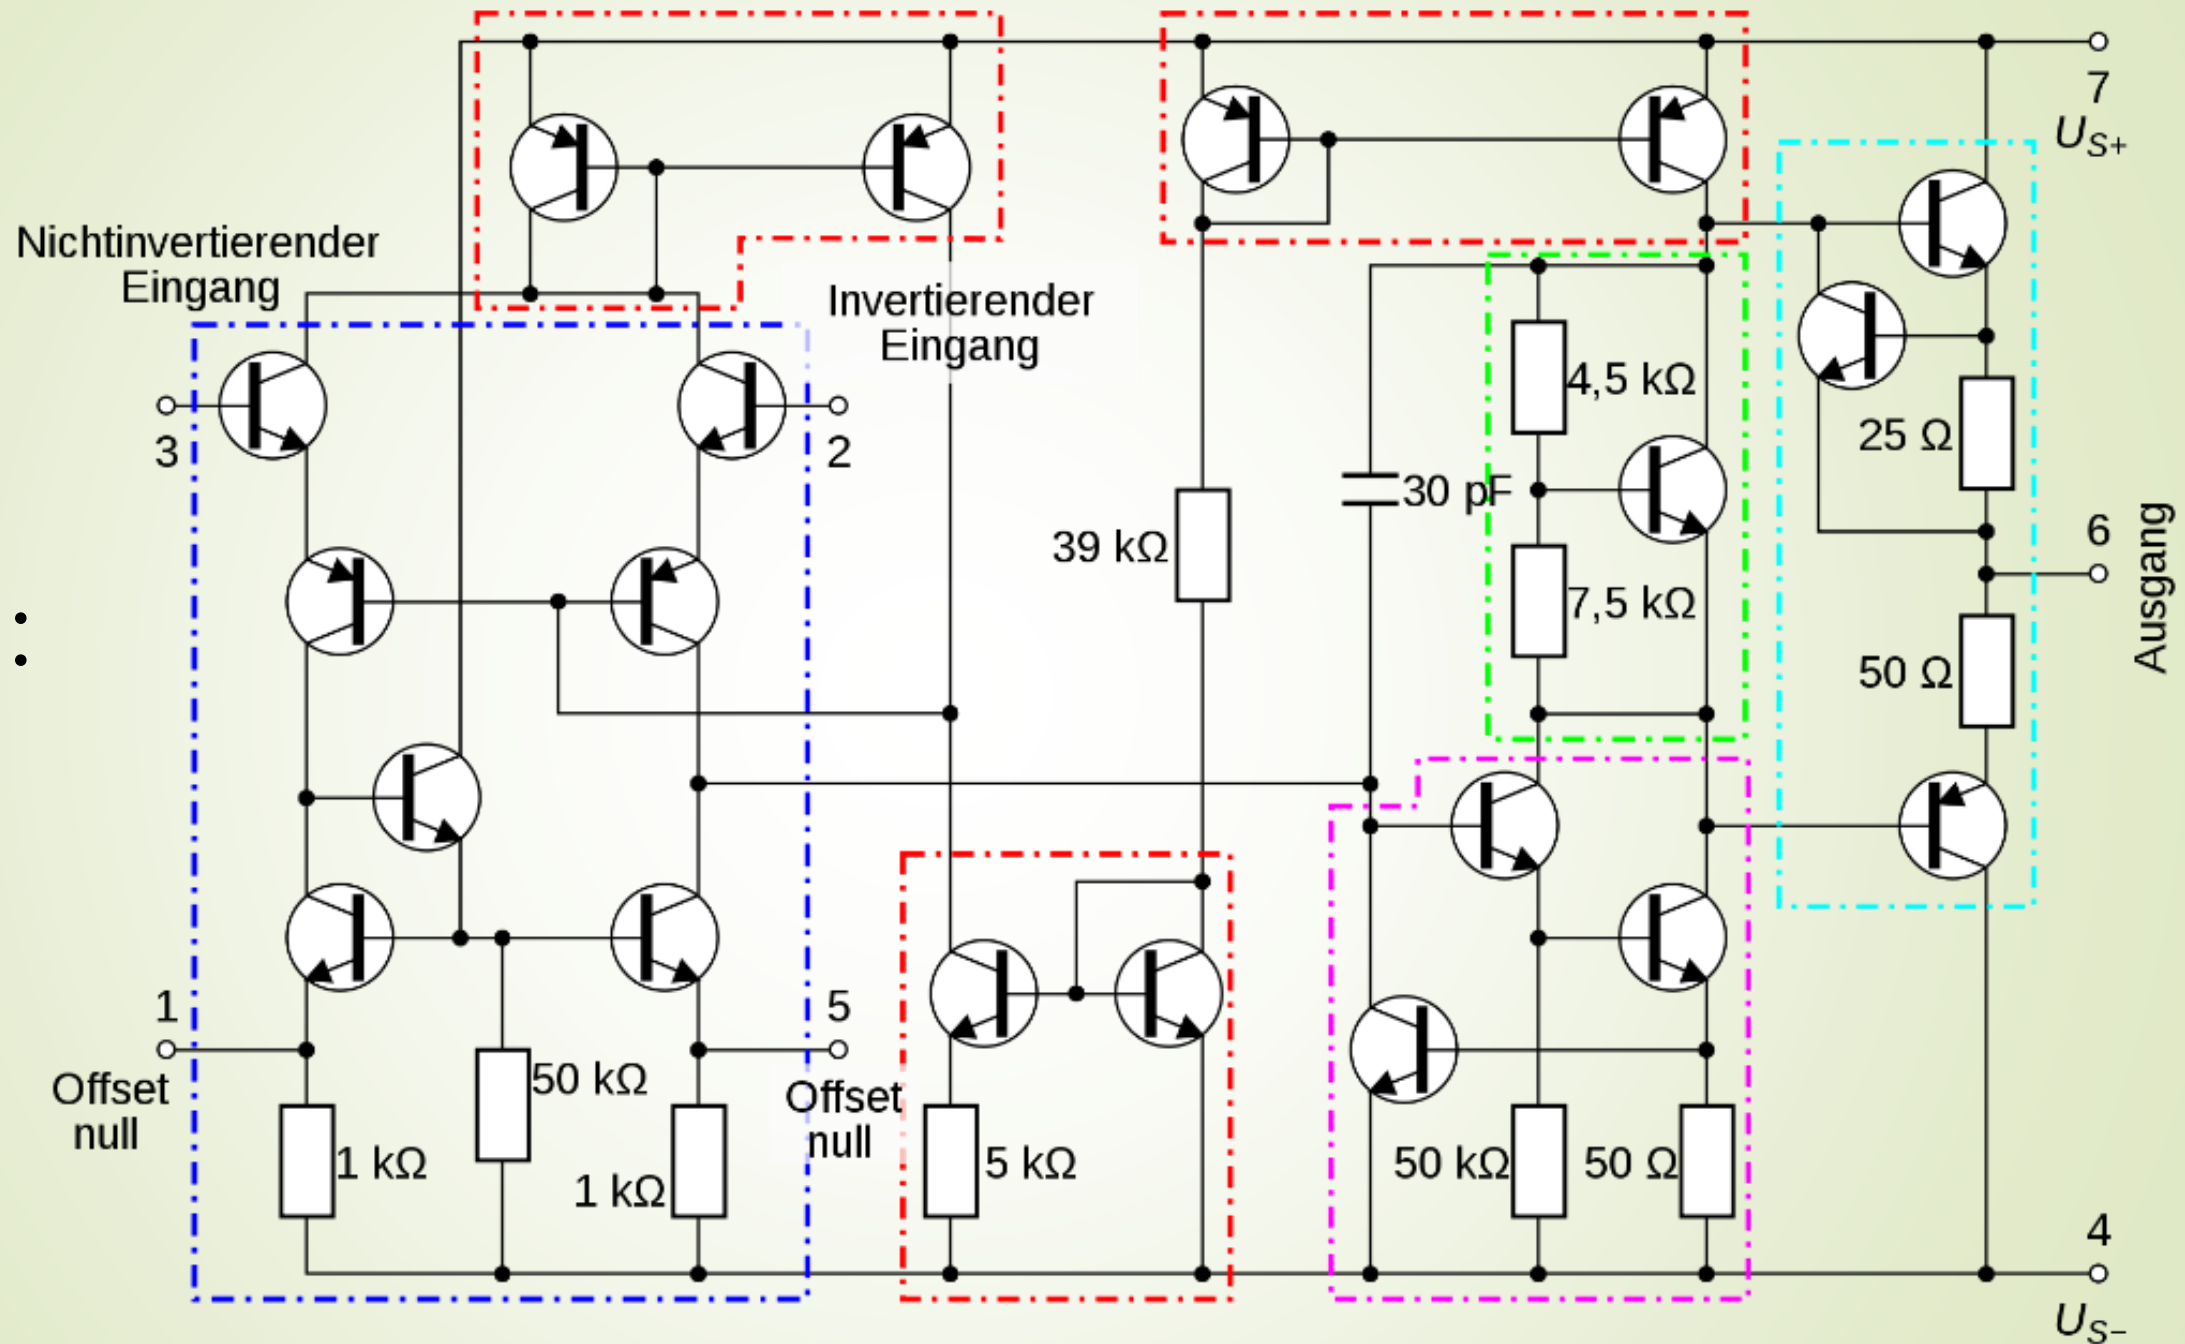 7
U_S+
Nichtinvertierender
Eingang
Invertierender
Eingang
3
2
4,5 kΩ
25 Ω
30 pF
39 kΩ
6
Ausgang
7,5 kΩ
50 Ω
1
5
Offset
null
50 kΩ
Offset
null
1 kΩ
1 kΩ
5 kΩ
50 kΩ
50 Ω
4
U_S−